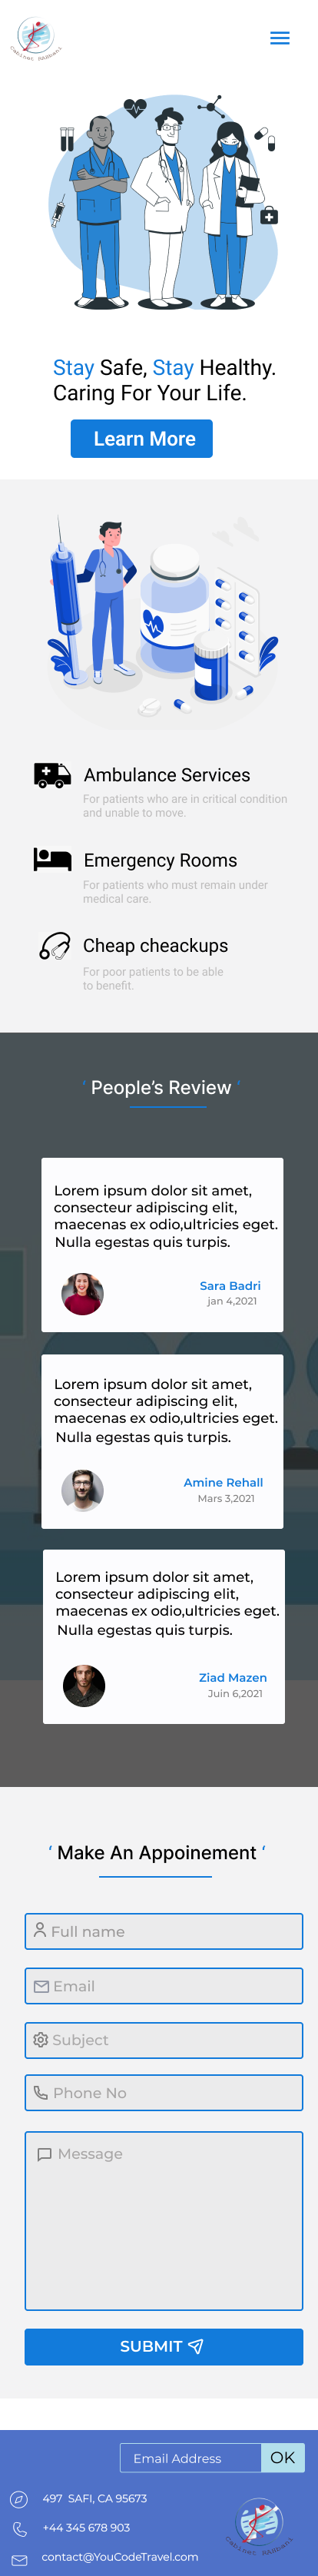 Stay Safe, Stay Healthy.
Caring For Your Life.
Learn More
Ambulance Services
For patients who are in critical condition
and unable to move.
Emergency Rooms
For patients who must remain under
medical care.
Cheap cheackups
For poor patients to be able
to benefit.
‘ People’s Review ‘
Lorem ipsum dolor sit amet,
consecteur adipiscing elit,
maecenas ex odio,ultricies eget.
Nulla egestas quis turpis.
Sara Badri
jan 4,2021
Lorem ipsum dolor sit amet,
consecteur adipiscing elit,
maecenas ex odio,ultricies eget.
Nulla egestas quis turpis.
Amine Rehall
Mars 3,2021
Lorem ipsum dolor sit amet,
consecteur adipiscing elit,
maecenas ex odio,ultricies eget.
Nulla egestas quis turpis.
Ziad Mazen
Juin 6,2021
‘ Make An Appoinement ‘
Full name
Email
Subject
Phone No
Message
SUBMIT
Email Address
OK
497 SAFI, CA 95673
+44 345 678 903
contact@YouCodeTravel.com